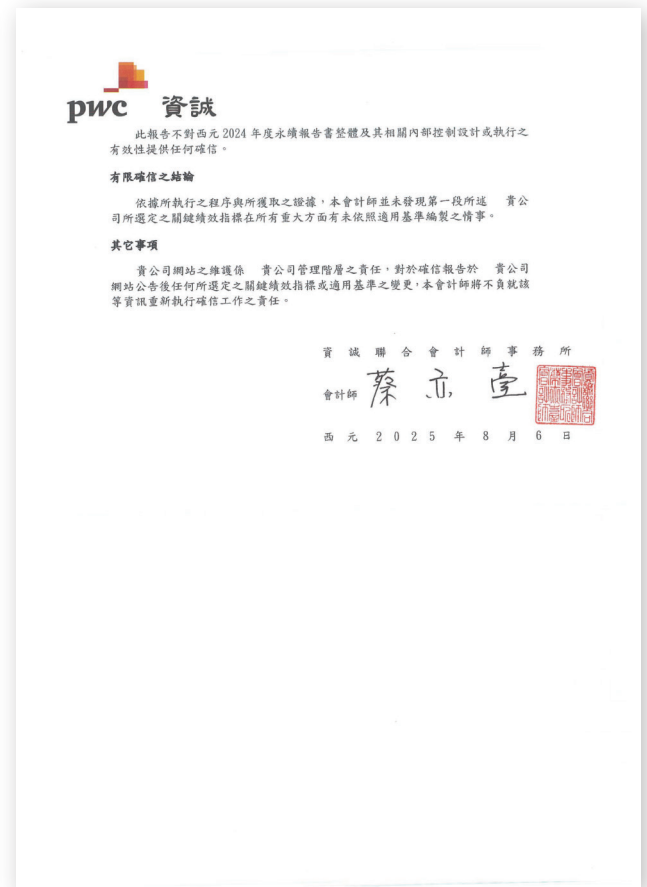 pwc 資誠
此報告不對西元 2024 年度永續報告書整體及其相關內部控制設計或執行之
有效性提供任何確信。
有限確信之結論
依據所執行之程序與所獲取之證據，本會計師並未發現第一段所述　貴公
司所選定之關鍵績效指標在所有重大方面有未依照適用基準編製之情事。
其它事項
貴公司網站之維護係　貴公司管理階層之責任，對於確信報告於　貴公司
網站公告後任何所選定之關鍵績效指標或適用基準之變更，本會計師將不負就該
等資訊重新執行確信工作之責任。
資 誠 聯 合 會 計 師 事 務 所
會計師 蔡亦臺
西 元 2 0 2 5 年 8 月 6 日